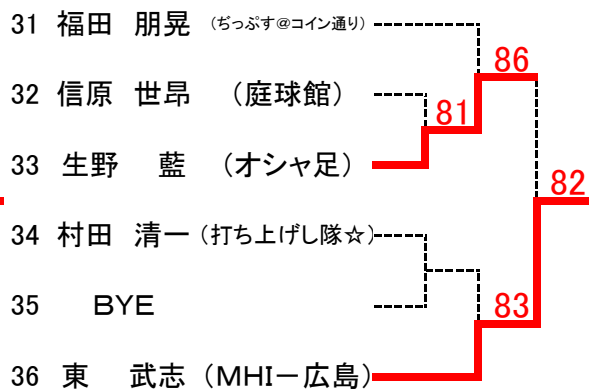 31 福田 朋晃 (ぢっぷす@コイン通り)
86
32 信原 世昂 (庭球館)
81
33 生野 藍 (オシャ足)
82
34 村田 清一 (打ち上げし隊☆)
35 BYE
83
36 東 武志 (MHI-広島)